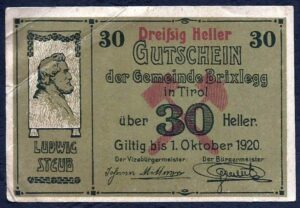 Dreißig Heller
30 GUTSCHEIN 30
der Gemeinde Brixlegg
in Tirol
über 30 Heller.
Giltig bis 1. Oktober 1920.
Der Vizebürgermeister: Der Bürgermeister:
LUDWIG
STEUB